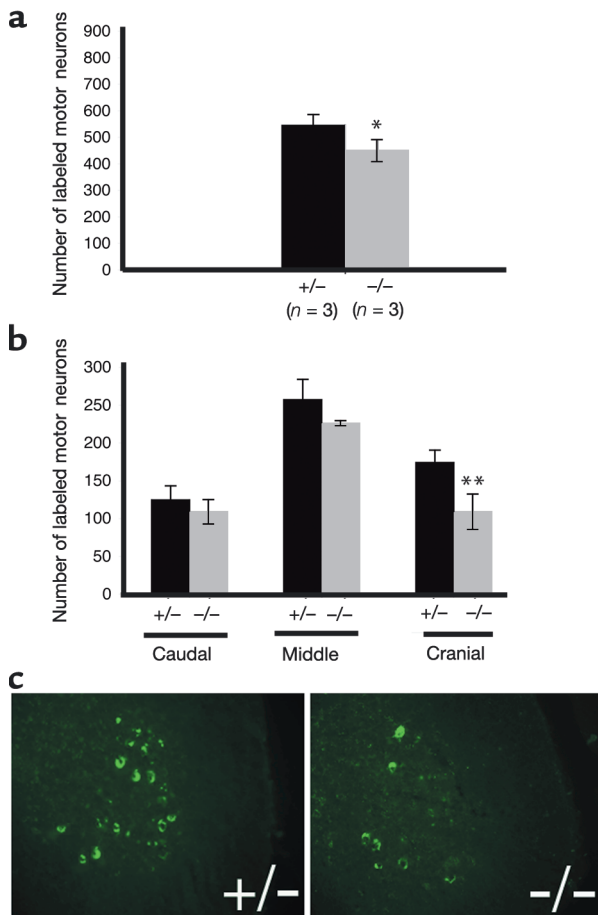 a
Number of labeled motor neurons
900
800
700
600
500
400
300
200
100
0
*
+/– –/–
(n = 3) (n = 3)
b
Number of labeled motor neurons
300
250
200
150
100
50
0
**
+/– –/– +/– –/– +/– –/–
Caudal Middle Cranial
c
+/– –/–